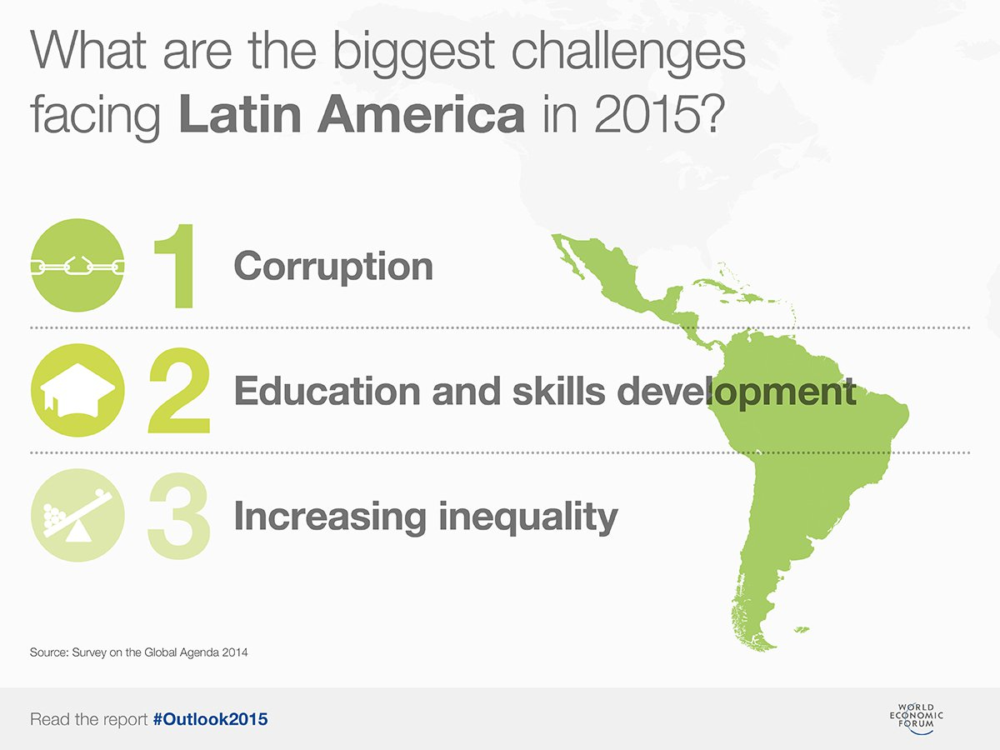 What are the biggest challenges
facing Latin America in 2015?
1 Corruption
2 Education and skills development
3 Increasing inequality
Source: Survey on the Global Agenda 2014
Read the report #Outlook2015
WORLD
ECONOMIC
FORUM